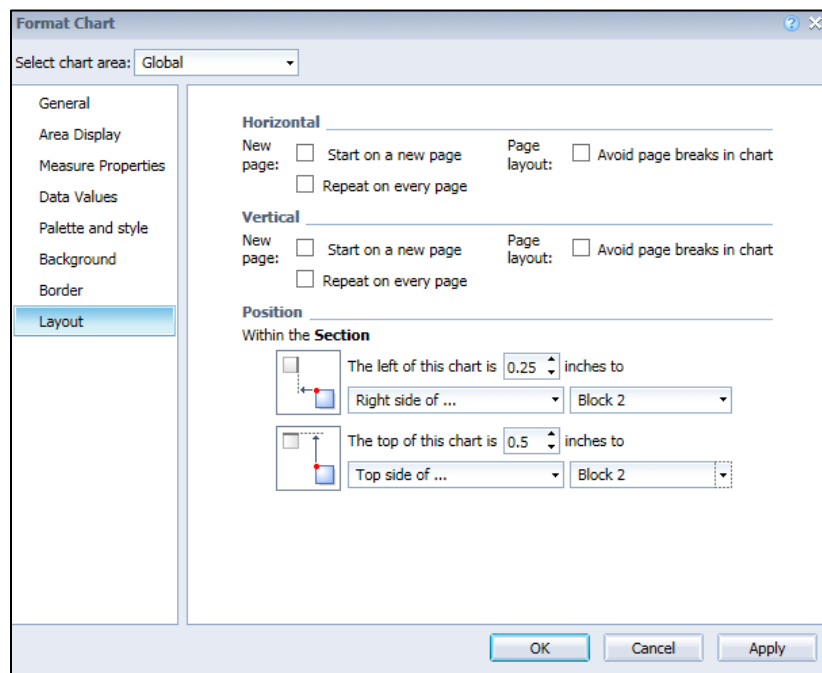 Format Chart
Select chart area: Global
General
Area Display
Measure Properties
Data Values
Palette and style
Background
Border
Layout
Horizontal
New page: Start on a new page Page layout: Avoid page breaks in chart
Repeat on every page
Vertical
New page: Start on a new page Page layout: Avoid page breaks in chart
Repeat on every page
Position
Within the Section
The left of this chart is 0.25 inches to
Right side of ... Block 2
The top of this chart is 0.5 inches to
Top side of ... Block 2
OK Cancel Apply